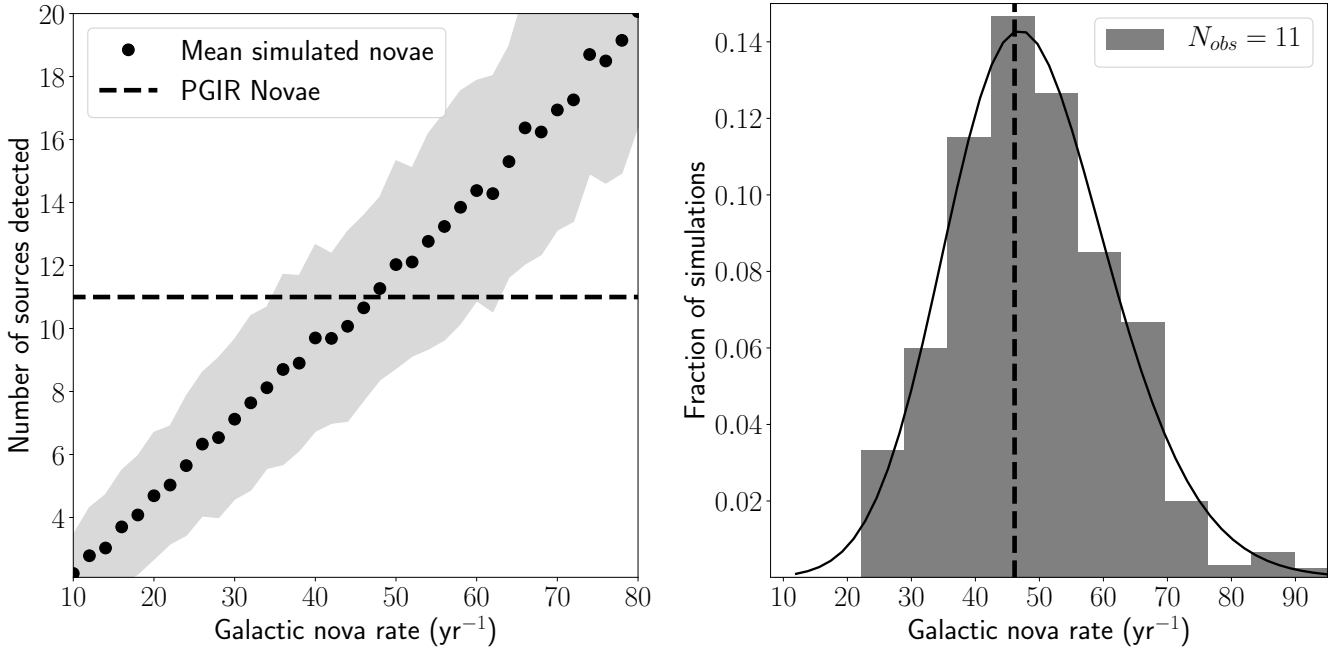 Mean simulated novae
PGIR Novae
Number of sources detected
20
18
16
14
12
10
8
6
4
10 20 30 40 50 60 70 80
Galactic nova rate (yr⁻¹)
N_{obs} = 11
Fraction of simulations
0.14
0.12
0.10
0.08
0.06
0.04
0.02
10 20 30 40 50 60 70 80 90
Galactic nova rate (yr⁻¹)